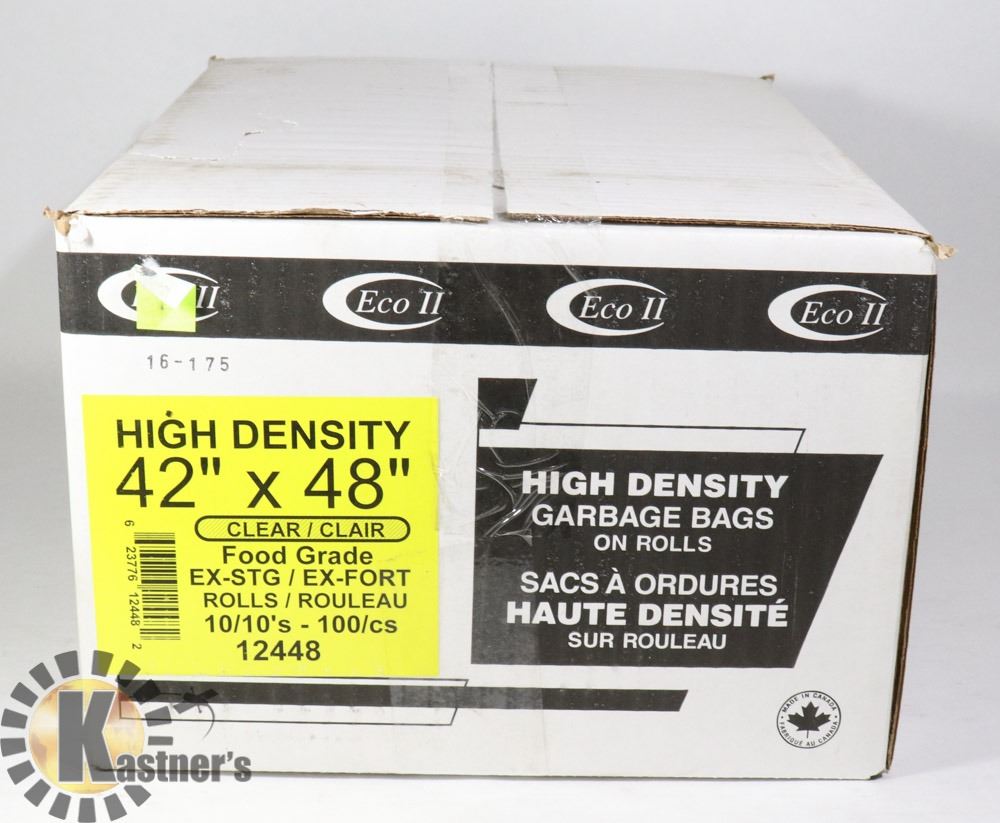 II
Eco II
Eco II
Eco II
16-175
HIGH DENSITY
42" x 48"
CLEAR / CLAIR
Food Grade
EX-STG / EX-FORT
ROLLS / ROULEAU
10/10's - 100/cs
12448
6 23776 12448 2
HIGH DENSITY
GARBAGE BAGS
ON ROLLS
SACS À ORDURES
HAUTE DENSITÉ
SUR ROULEAU
MADE IN CANADA
FABRIQUÉ AU CANADA
Kastner's